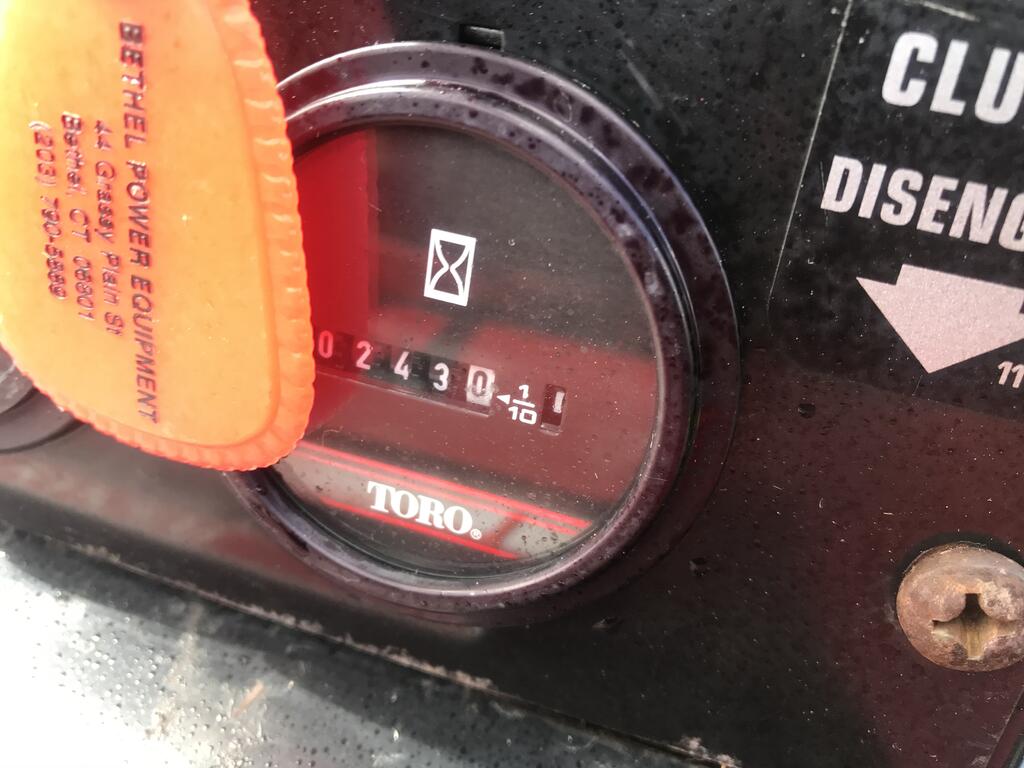 BETHEL POWER EQUIPMENT
44 Grassy Plain St
Bethel, CT 06801
(203) 790-5889
02430
1
10
TORO®
CLU
DISENG
11